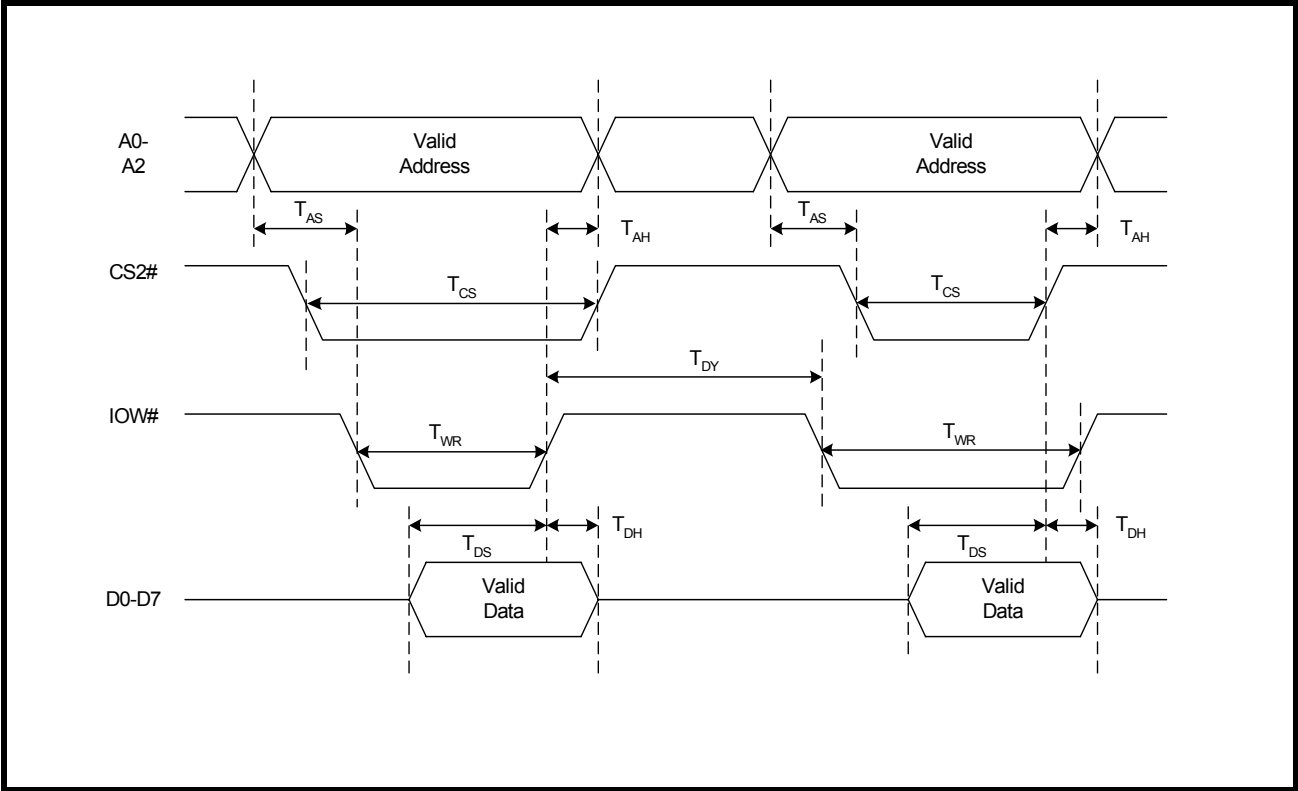 A0-
A2
Valid
Address
Valid
Address
TAS
TAH
TAS
TAH
CS2#
TCS
TCS
TDY
IOW#
TWR
TWR
TDS
TDH
TDS
TDH
D0-D7
Valid
Data
Valid
Data